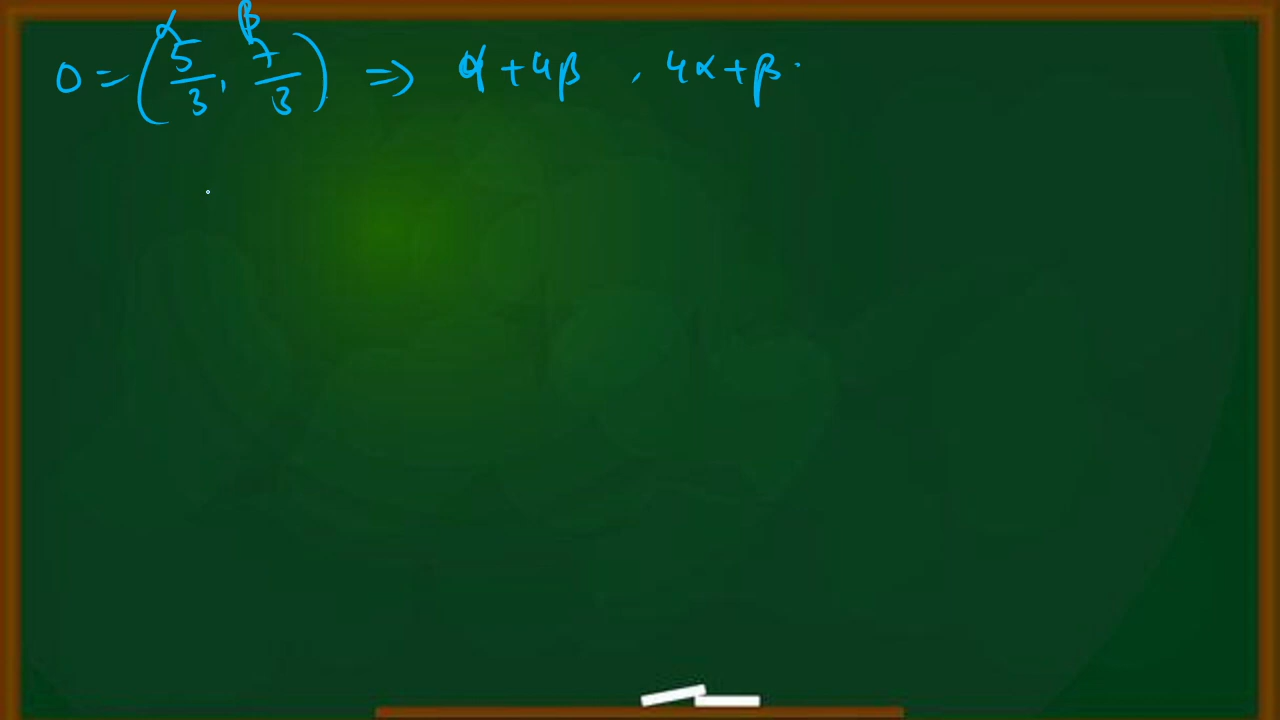 α β
O = (5/3, 7/3) ⇒ α+4β , 4α+β.